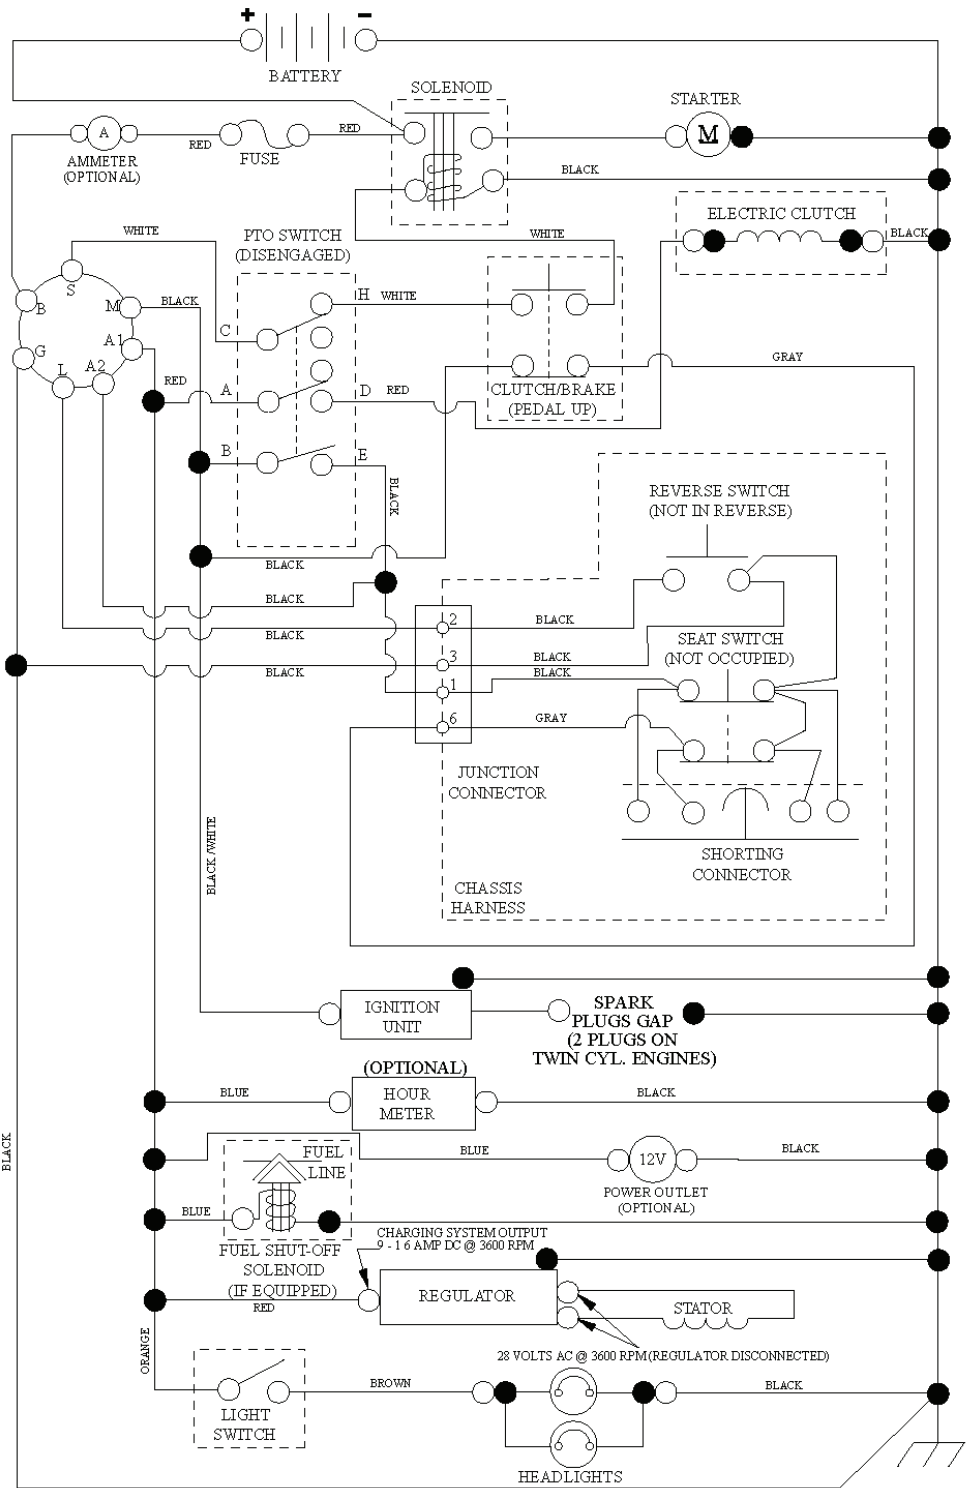 +
-
BATTERY
SOLENOID
STARTER
A
RED
FUSE
RED
M
AMMETER
(OPTIONAL)
BLACK
ELECTRIC CLUTCH
WHITE
PTO SWITCH
(DISENGAGED)
WHITE
BLACK
S
B
M
BLACK
H
WHITE
C
G
A1
L
A2
RED
A
D
RED
CLUTCH/BRAKE
(PEDAL UP)
GRAY
B
E
BLACK
REVERSE SWITCH
(NOT IN REVERSE)
BLACK
BLACK
BLACK
2
BLACK
SEAT SWITCH
(NOT OCCUPIED)
BLACK
3
BLACK
BLACK
1
6
GRAY
JUNCTION
CONNECTOR
BLACK /WHITE
SHORTING
CONNECTOR
CHASSIS
HARNESS
IGNITION
UNIT
SPARK
PLUGS GAP
(2 PLUGS ON
TWIN CYL. ENGINES)
(OPTIONAL)
BLUE
HOUR
METER
BLACK
BLACK
FUEL
LINE
BLUE
12V
BLACK
POWER OUTLET
(OPTIONAL)
BLUE
CHARGING SYSTEM OUTPUT
9 - 1 6 AMP DC @ 3600 RPM
FUEL SHUT-OFF
SOLENOID
(IF EQUIPPED)
RED
REGULATOR
STATOR
ORANGE
28 VOLTS AC @ 3600 RPM (REGULATOR DISCONNECTED)
BROWN
BLACK
LIGHT
SWITCH
HEADLIGHTS